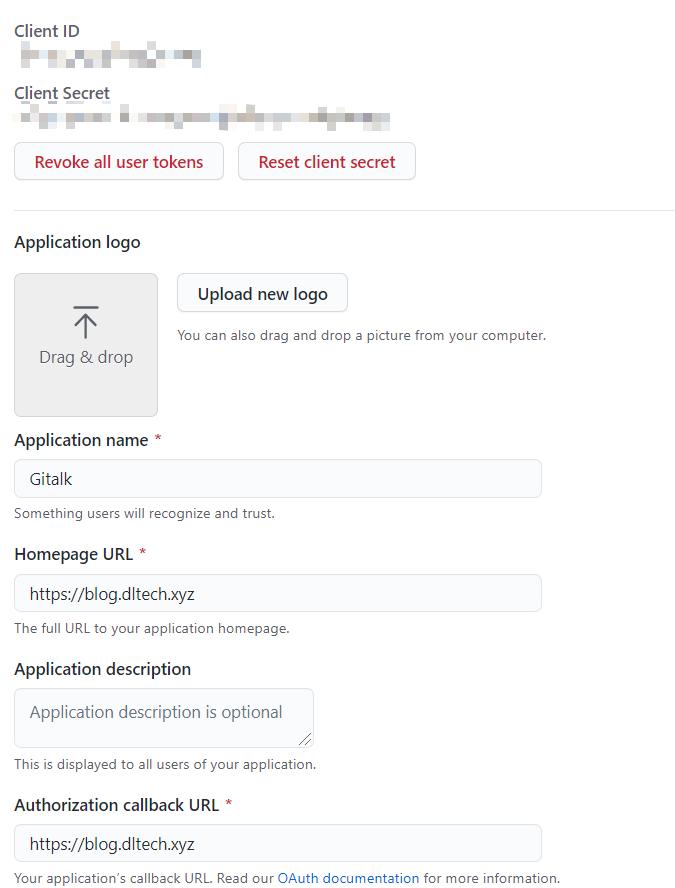 Client ID
Client Secret
Revoke all user tokens
Reset client secret
Application logo
Drag & drop
Upload new logo
You can also drag and drop a picture from your computer.
Application name *
Gitalk
Something users will recognize and trust.
Homepage URL *
https://blog.dltech.xyz
The full URL to your application homepage.
Application description
Application description is optional
This is displayed to all users of your application.
Authorization callback URL *
https://blog.dltech.xyz
Your application’s callback URL. Read our OAuth documentation for more information.